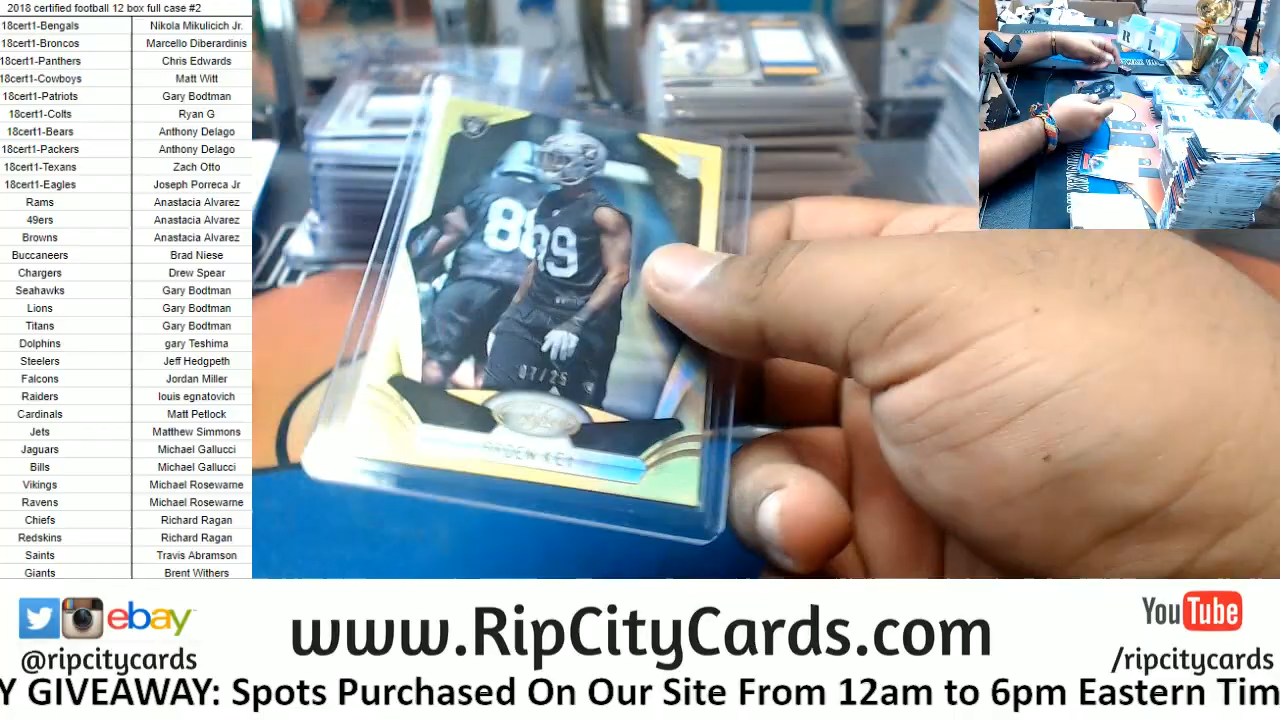 2018 certified football 12 box full case #2
18cert1-Bengals Nikola Mikulicich Jr.
18cert1-Broncos Marcello Diberardinis
18cert1-Panthers Chris Edwards
18cert1-Cowboys Matt Witt
18cert1-Patriots Gary Bodtman
18cert1-Colts Ryan G
18cert1-Bears Anthony Delago
18cert1-Packers Anthony Delago
18cert1-Texans Zach Otto
18cert1-Eagles Joseph Porreca Jr
Rams Anastacia Alvarez
49ers Anastacia Alvarez
Browns Anastacia Alvarez
Buccaneers Brad Niese
Chargers Drew Spear
Seahawks Gary Bodtman
Lions Gary Bodtman
Titans Gary Bodtman
Dolphins gary Teshima
Steelers Jeff Hedgpeth
Falcons Jordan Miller
Raiders louis egnatovich
Cardinals Matt Petlock
Jets Matthew Simmons
Jaguars Michael Gallucci
Bills Michael Gallucci
Vikings Michael Rosewarne
Ravens Michael Rosewarne
Chiefs Richard Ragan
Redskins Richard Ragan
Saints Travis Abramson
Giants Brent Withers
99
07/25
ARDEN KEY
R L
ebay
@ripcitycards
www.RipCityCards.com
YouTube
/ripcitycards
Y GIVEAWAY: Spots Purchased On Our Site From 12am to 6pm Eastern Tim